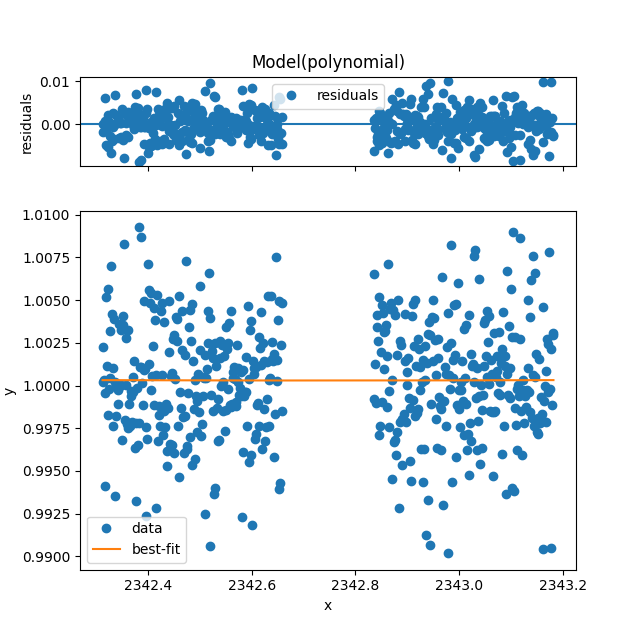 Model(polynomial)
0.01
0.00
residuals
residuals
1.0100
1.0075
1.0050
1.0025
1.0000
0.9975
0.9950
0.9925
0.9900
y
data
best-fit
2342.4 2342.6 2342.8 2343.0 2343.2
x